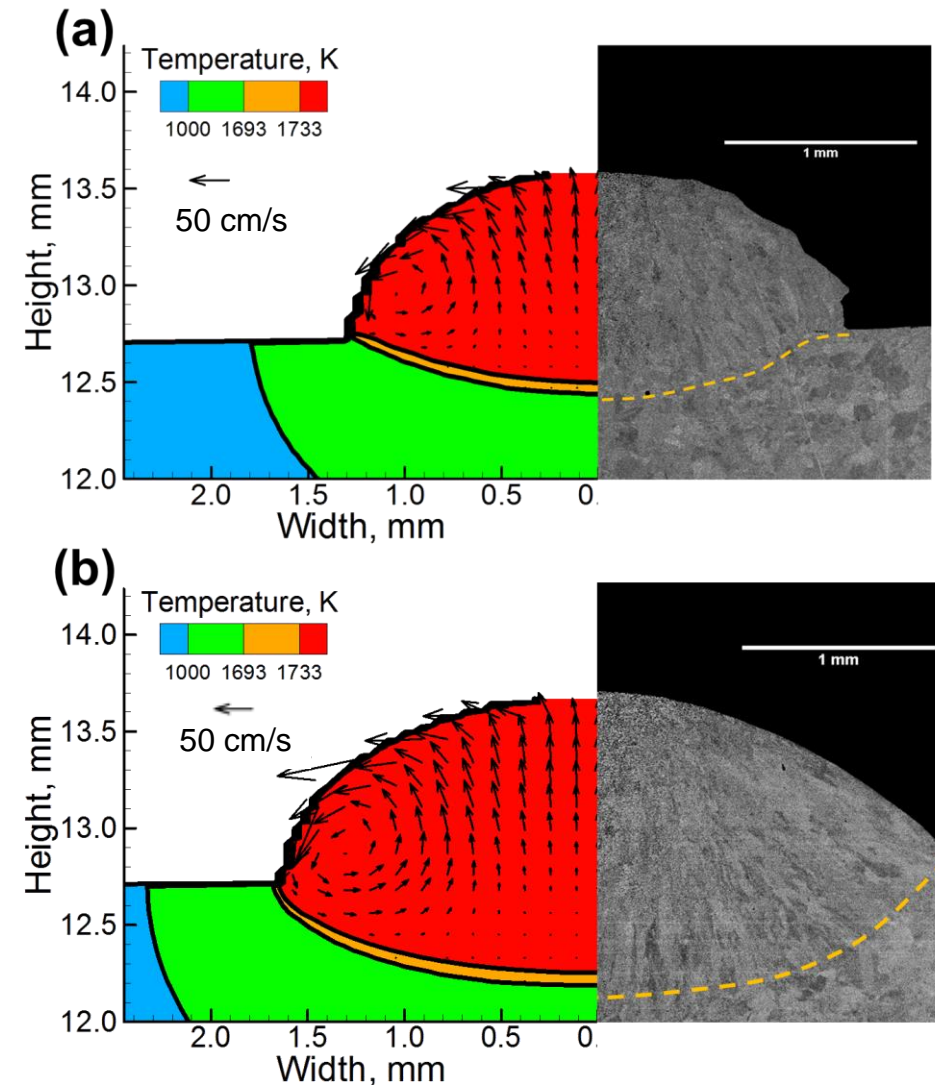 (a)
Temperature, K
1000 1693 1733
50 cm/s
14.0
13.5
13.0
12.5
12.0
Height, mm
2.0 1.5 1.0 0.5 0.
Width, mm
1 mm
(b)
Temperature, K
1000 1693 1733
50 cm/s
14.0
13.5
13.0
12.5
12.0
Height, mm
2.0 1.5 1.0 0.5 0.
Width, mm
1 mm